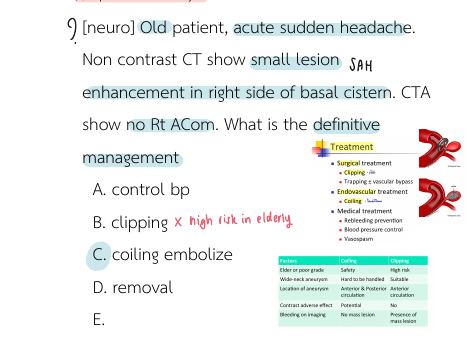 9. [neuro] Old patient, acute sudden headache.
Non contrast CT show small lesion SAH
enhancement in right side of basal cistern. CTA
show no Rt ACom. What is the definitive
management
Treatment
Surgical treatment
Clipping
Trapping ± vascular bypass
Endovascular treatment
Coiling
Medical treatment
Rebleeding prevention
Blood pressure control
Vasospasm
A. control bp
B. clipping x high risk in elderly
C. coiling embolize
D. removal
E.
Factors Coiling Clipping
Elder or poor grade Safety High risk
Wide-neck aneurysm Hard to be handled Suitable
Location of aneurysm Anterior & Posterior circulation Anterior circulation
Contrast adverse effect Potential No
Bleeding on imaging No mass lesion Presence of mass lesion